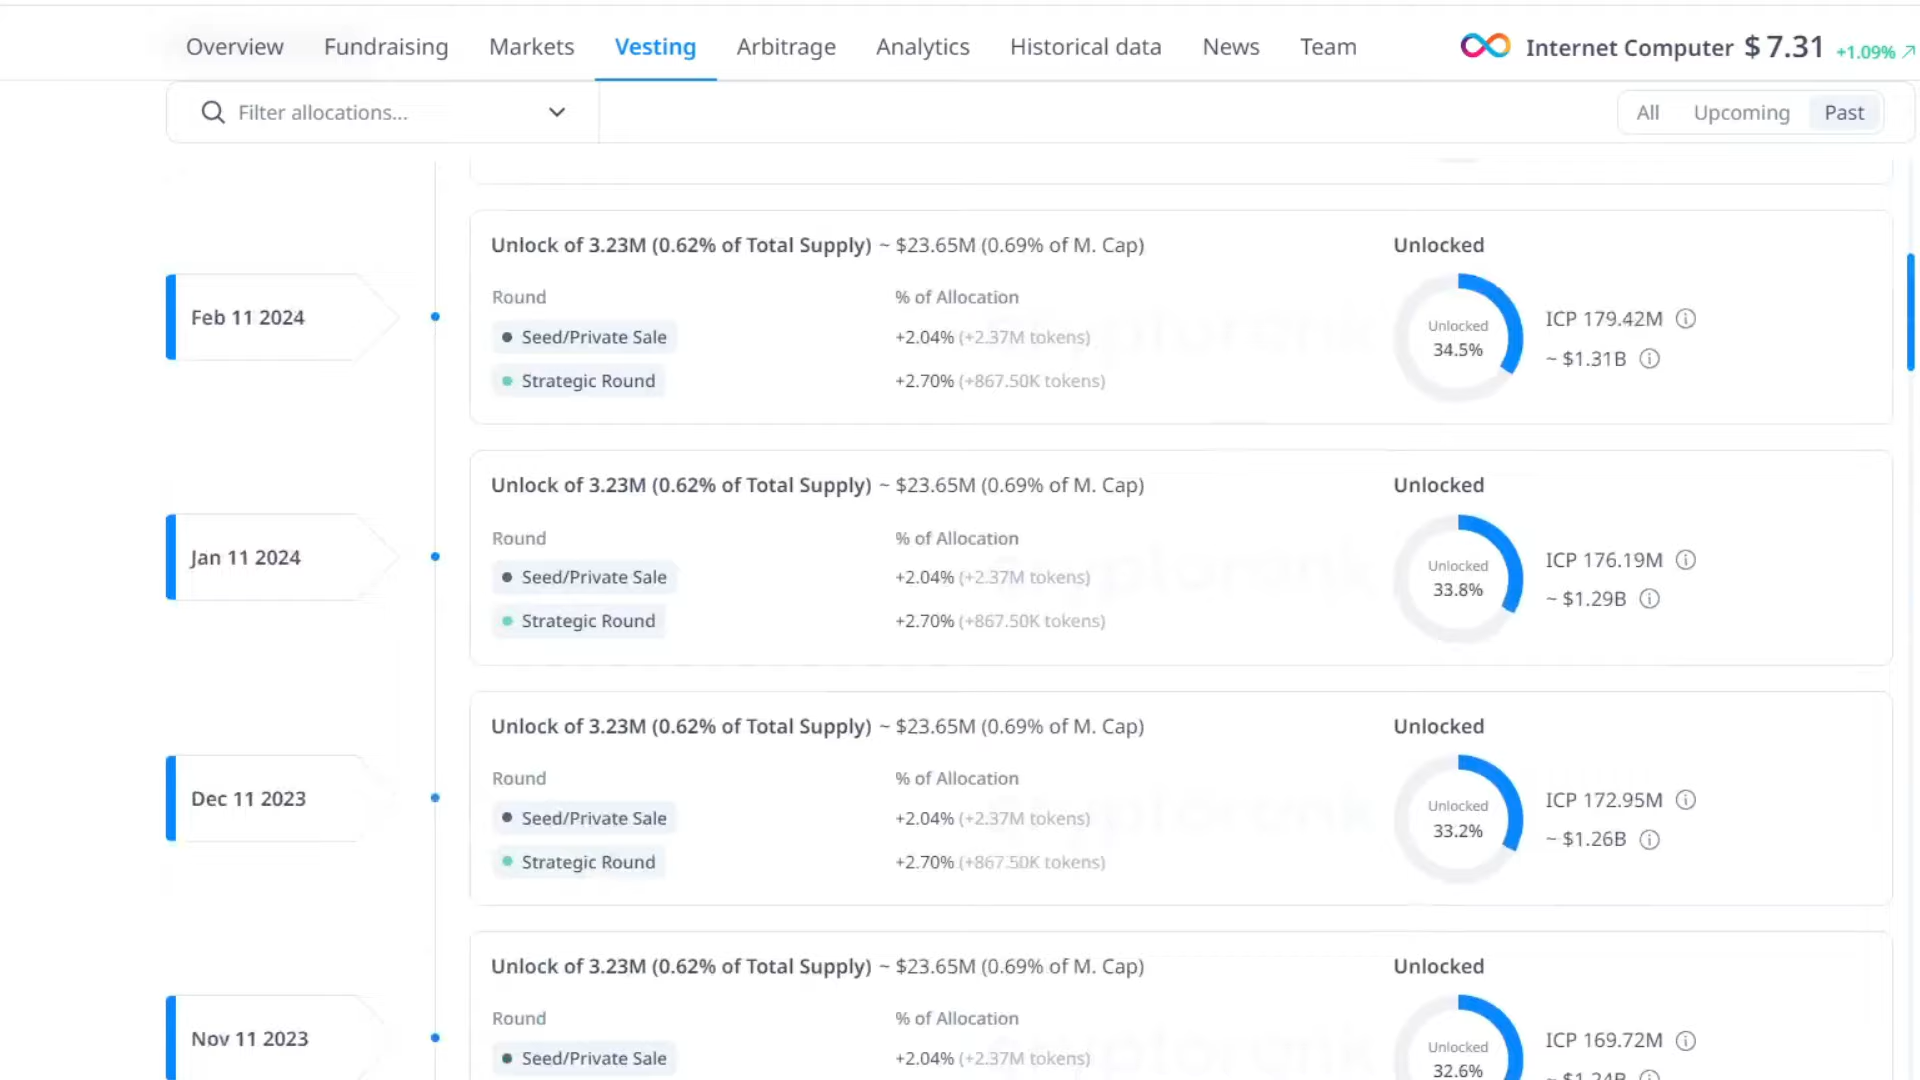 Overview Fundraising Markets Vesting Arbitrage Analytics Historical data News Team Internet Computer $ 7.31 +1.09%
Filter allocations... All Upcoming Past
Unlock of 3.23M (0.62% of Total Supply) ~ $23.65M (0.69% of M. Cap) Unlocked
Feb 11 2024
Round % of Allocation
Seed/Private Sale +2.04% (+2.37M tokens)
Strategic Round +2.70% (+867.50K tokens)
Unlocked
34.5%
ICP 179.42M
~ $1.31B
Unlock of 3.23M (0.62% of Total Supply) ~ $23.65M (0.69% of M. Cap) Unlocked
Jan 11 2024
Round % of Allocation
Seed/Private Sale +2.04% (+2.37M tokens)
Strategic Round +2.70% (+867.50K tokens)
Unlocked
33.8%
ICP 176.19M
~ $1.29B
Unlock of 3.23M (0.62% of Total Supply) ~ $23.65M (0.69% of M. Cap) Unlocked
Dec 11 2023
Round % of Allocation
Seed/Private Sale +2.04% (+2.37M tokens)
Strategic Round +2.70% (+867.50K tokens)
Unlocked
33.2%
ICP 172.95M
~ $1.26B
Unlock of 3.23M (0.62% of Total Supply) ~ $23.65M (0.69% of M. Cap) Unlocked
Nov 11 2023
Round % of Allocation
Seed/Private Sale +2.04% (+2.37M tokens)
Unlocked
32.6%
ICP 169.72M
~ $1.24B